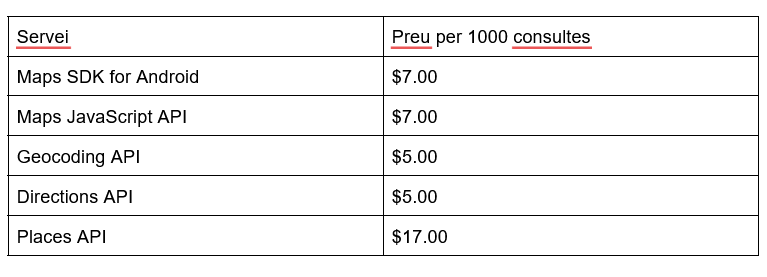 Servei Preu per 1000 consultes
Maps SDK for Android $7.00
Maps JavaScript API $7.00
Geocoding API $5.00
Directions API $5.00
Places API $17.00